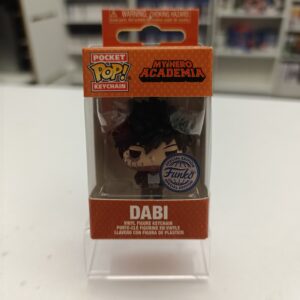 POCKET
POP!
KEYCHAIN
MY HERO
ACADEMIA
Funko
DABI
VINYL FIGURE KEYCHAIN
PORTE-CLÉ FIGURINE EN VINYLE
LLAVERO CON FIGURA DE PLÁSTICO